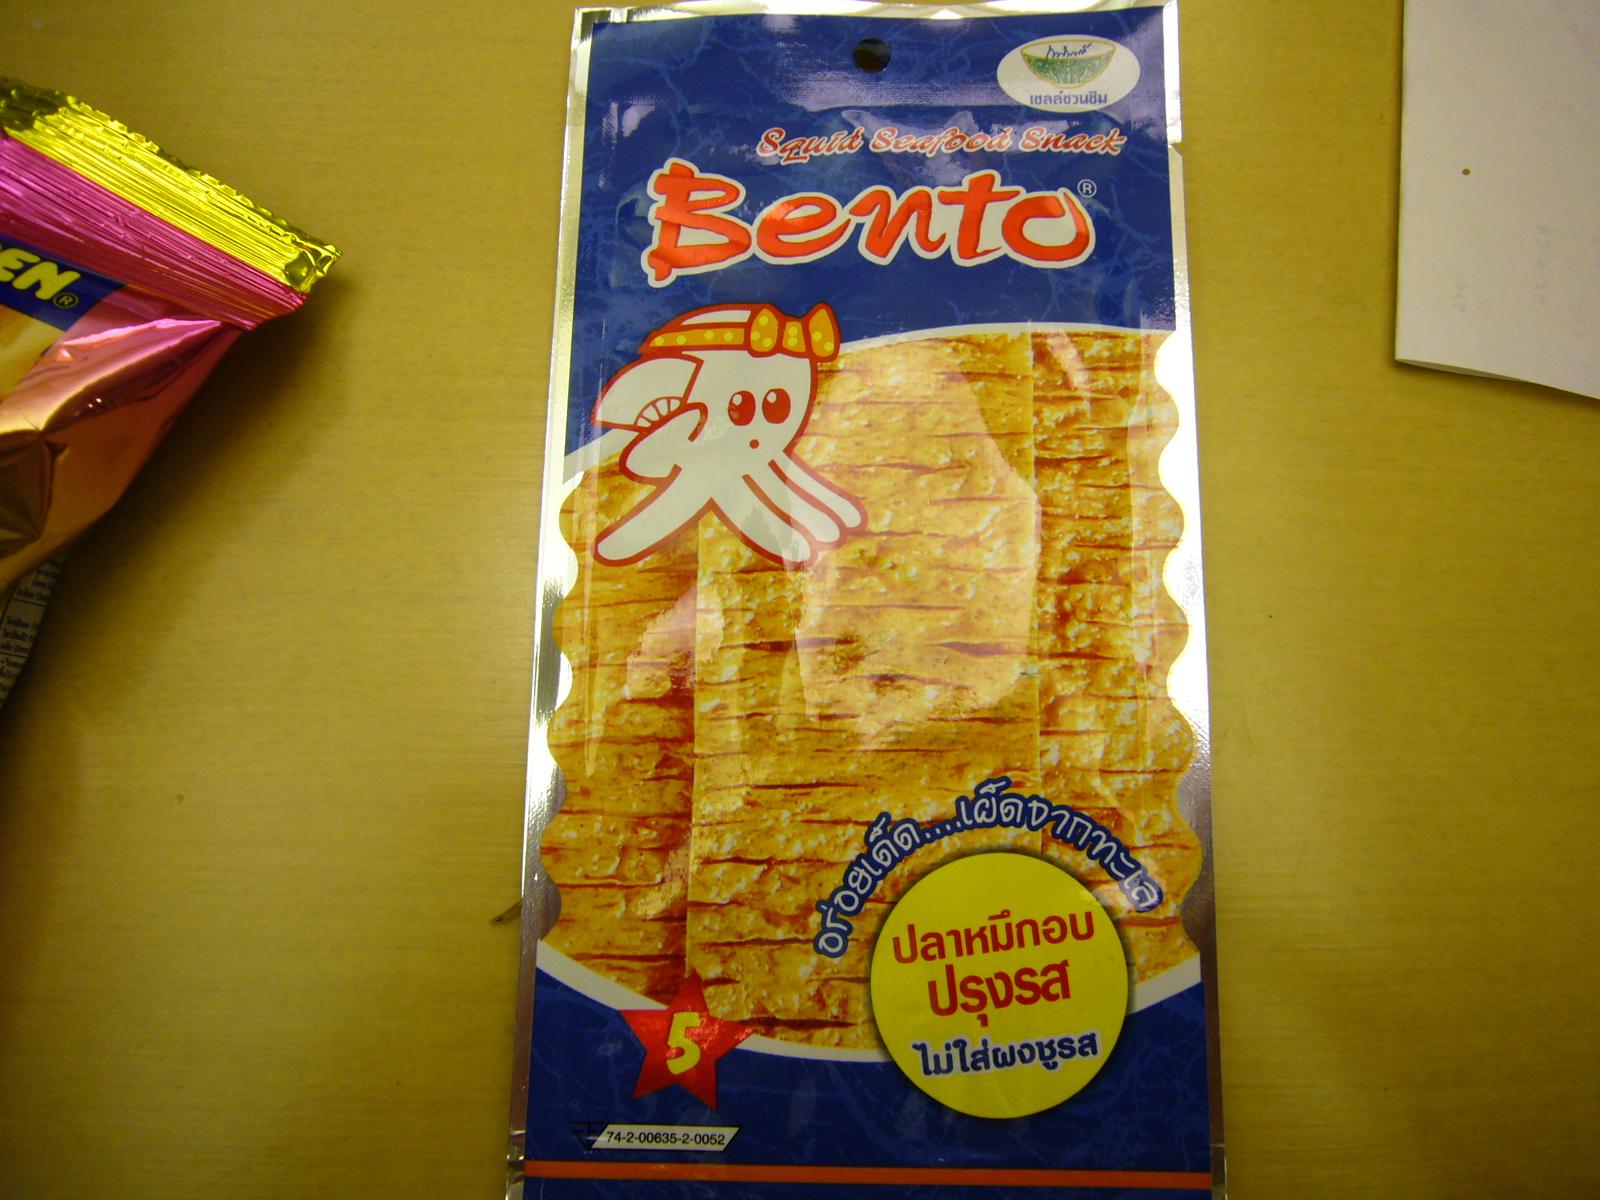 เชลล์ชวนชิม
Squid Seafood Snack
Bento®
EN®
อร่อยเด็ด....เผ็ดจากทะเล
ปลาหมึกอบ
ปรุงรส
ไม่ใส่ผงชูรส
5
74-2-00635-2-0052